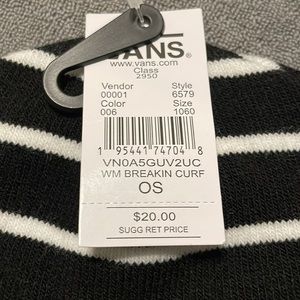 VANS
www.vans.com
Class
2950
Vendor Style
00001 6579
Color Size
006 1060
1 95441 74704 8
VN0A5GUV2UC
WM BREAKIN CURF
OS
$20.00
SUGG RET PRICE